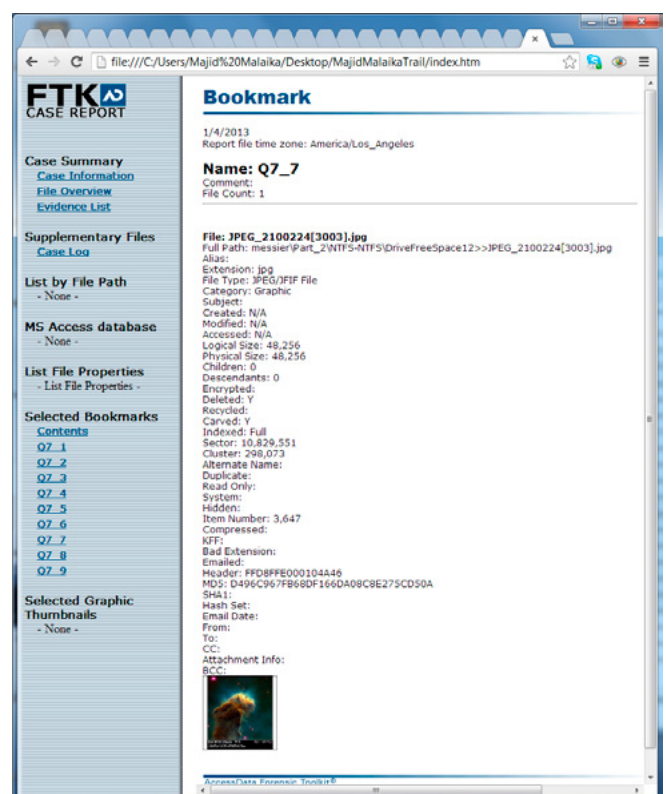 file:///C:/Users/Majid%20Malaika/Desktop/MajidMalaikaTrail/index.htm
FTK
CASE REPORT
Case Summary
Case Information
File Overview
Evidence List
Supplementary Files
Case Log
List by File Path
- None -
MS Access database
- None -
List File Properties
- List File Properties -
Selected Bookmarks
Contents
Q7_1
Q7_2
Q7_3
Q7_4
Q7_5
Q7_6
Q7_7
Q7_8
Q7_9
Selected Graphic
Thumbnails
- None -
Bookmark
1/4/2013
Report file time zone: America/Los_Angeles
Name: Q7_7
Comment:
File Count: 1
File: JPEG_2100224[3003].jpg
Full Path: messier\Part_2\NTFS-NTFS\DriveFreeSpace12>>JPEG_2100224[3003].jpg
Alias:
Extension: jpg
File Type: JPEG/JFIF File
Category: Graphic
Subject:
Created: N/A
Modified: N/A
Accessed: N/A
Logical Size: 48,256
Physical Size: 48,256
Children: 0
Descendants: 0
Encrypted:
Deleted: Y
Recycled:
Carved: Y
Indexed: Full
Sector: 10,829,551
Cluster: 298,073
Alternate Name:
Duplicate:
Read Only:
System:
Hidden:
Item Number: 3,647
Compressed:
KFF:
Bad Extension:
Emailed:
Header: FFD8FFE000104A46
MD5: D496C967FB68DF166DA08C8E275CD50A
SHA1:
Hash Set:
Email Date:
From:
To:
CC:
Attachment Info:
BCC:
AccessData Forensic Toolkit®